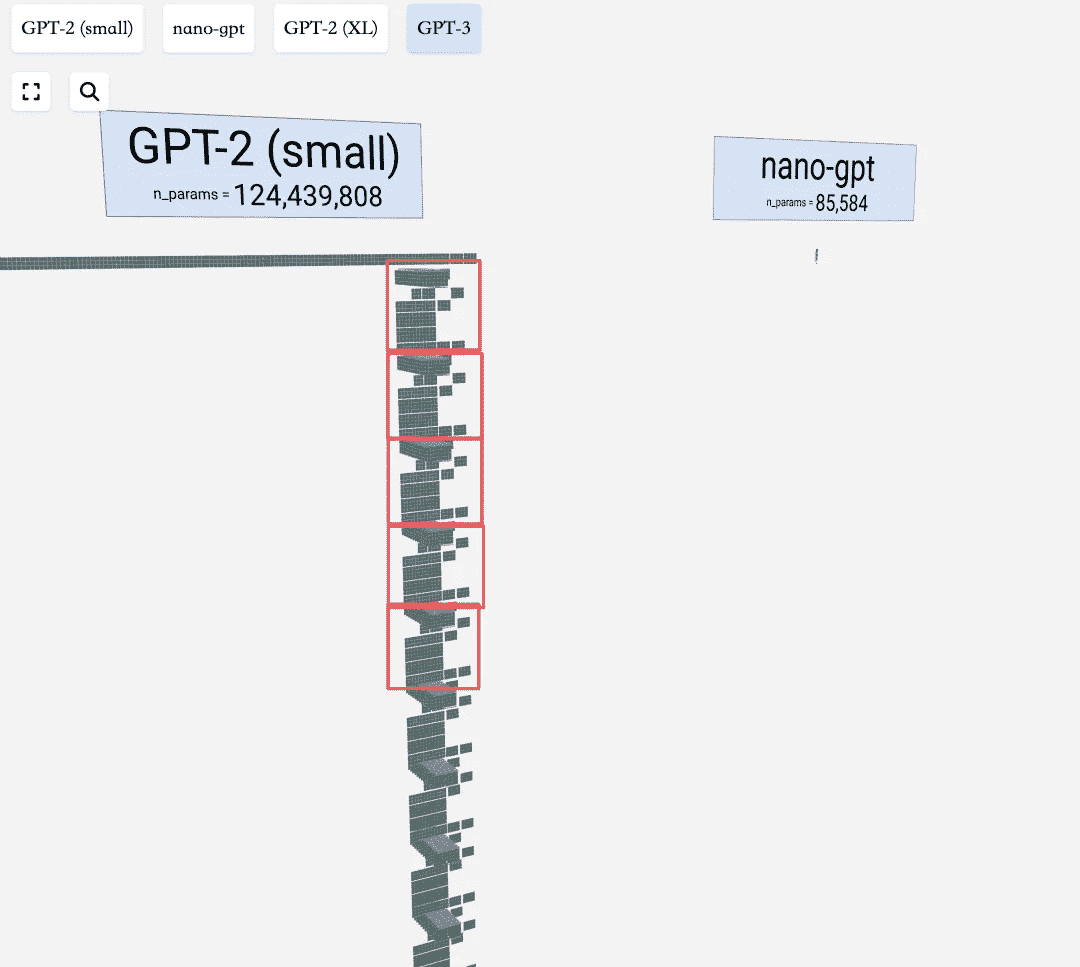 GPT-2 (small)
nano-gpt
GPT-2 (XL)
GPT-3
GPT-2 (small)
n_params = 124,439,808
nano-gpt
n_params = 85,584